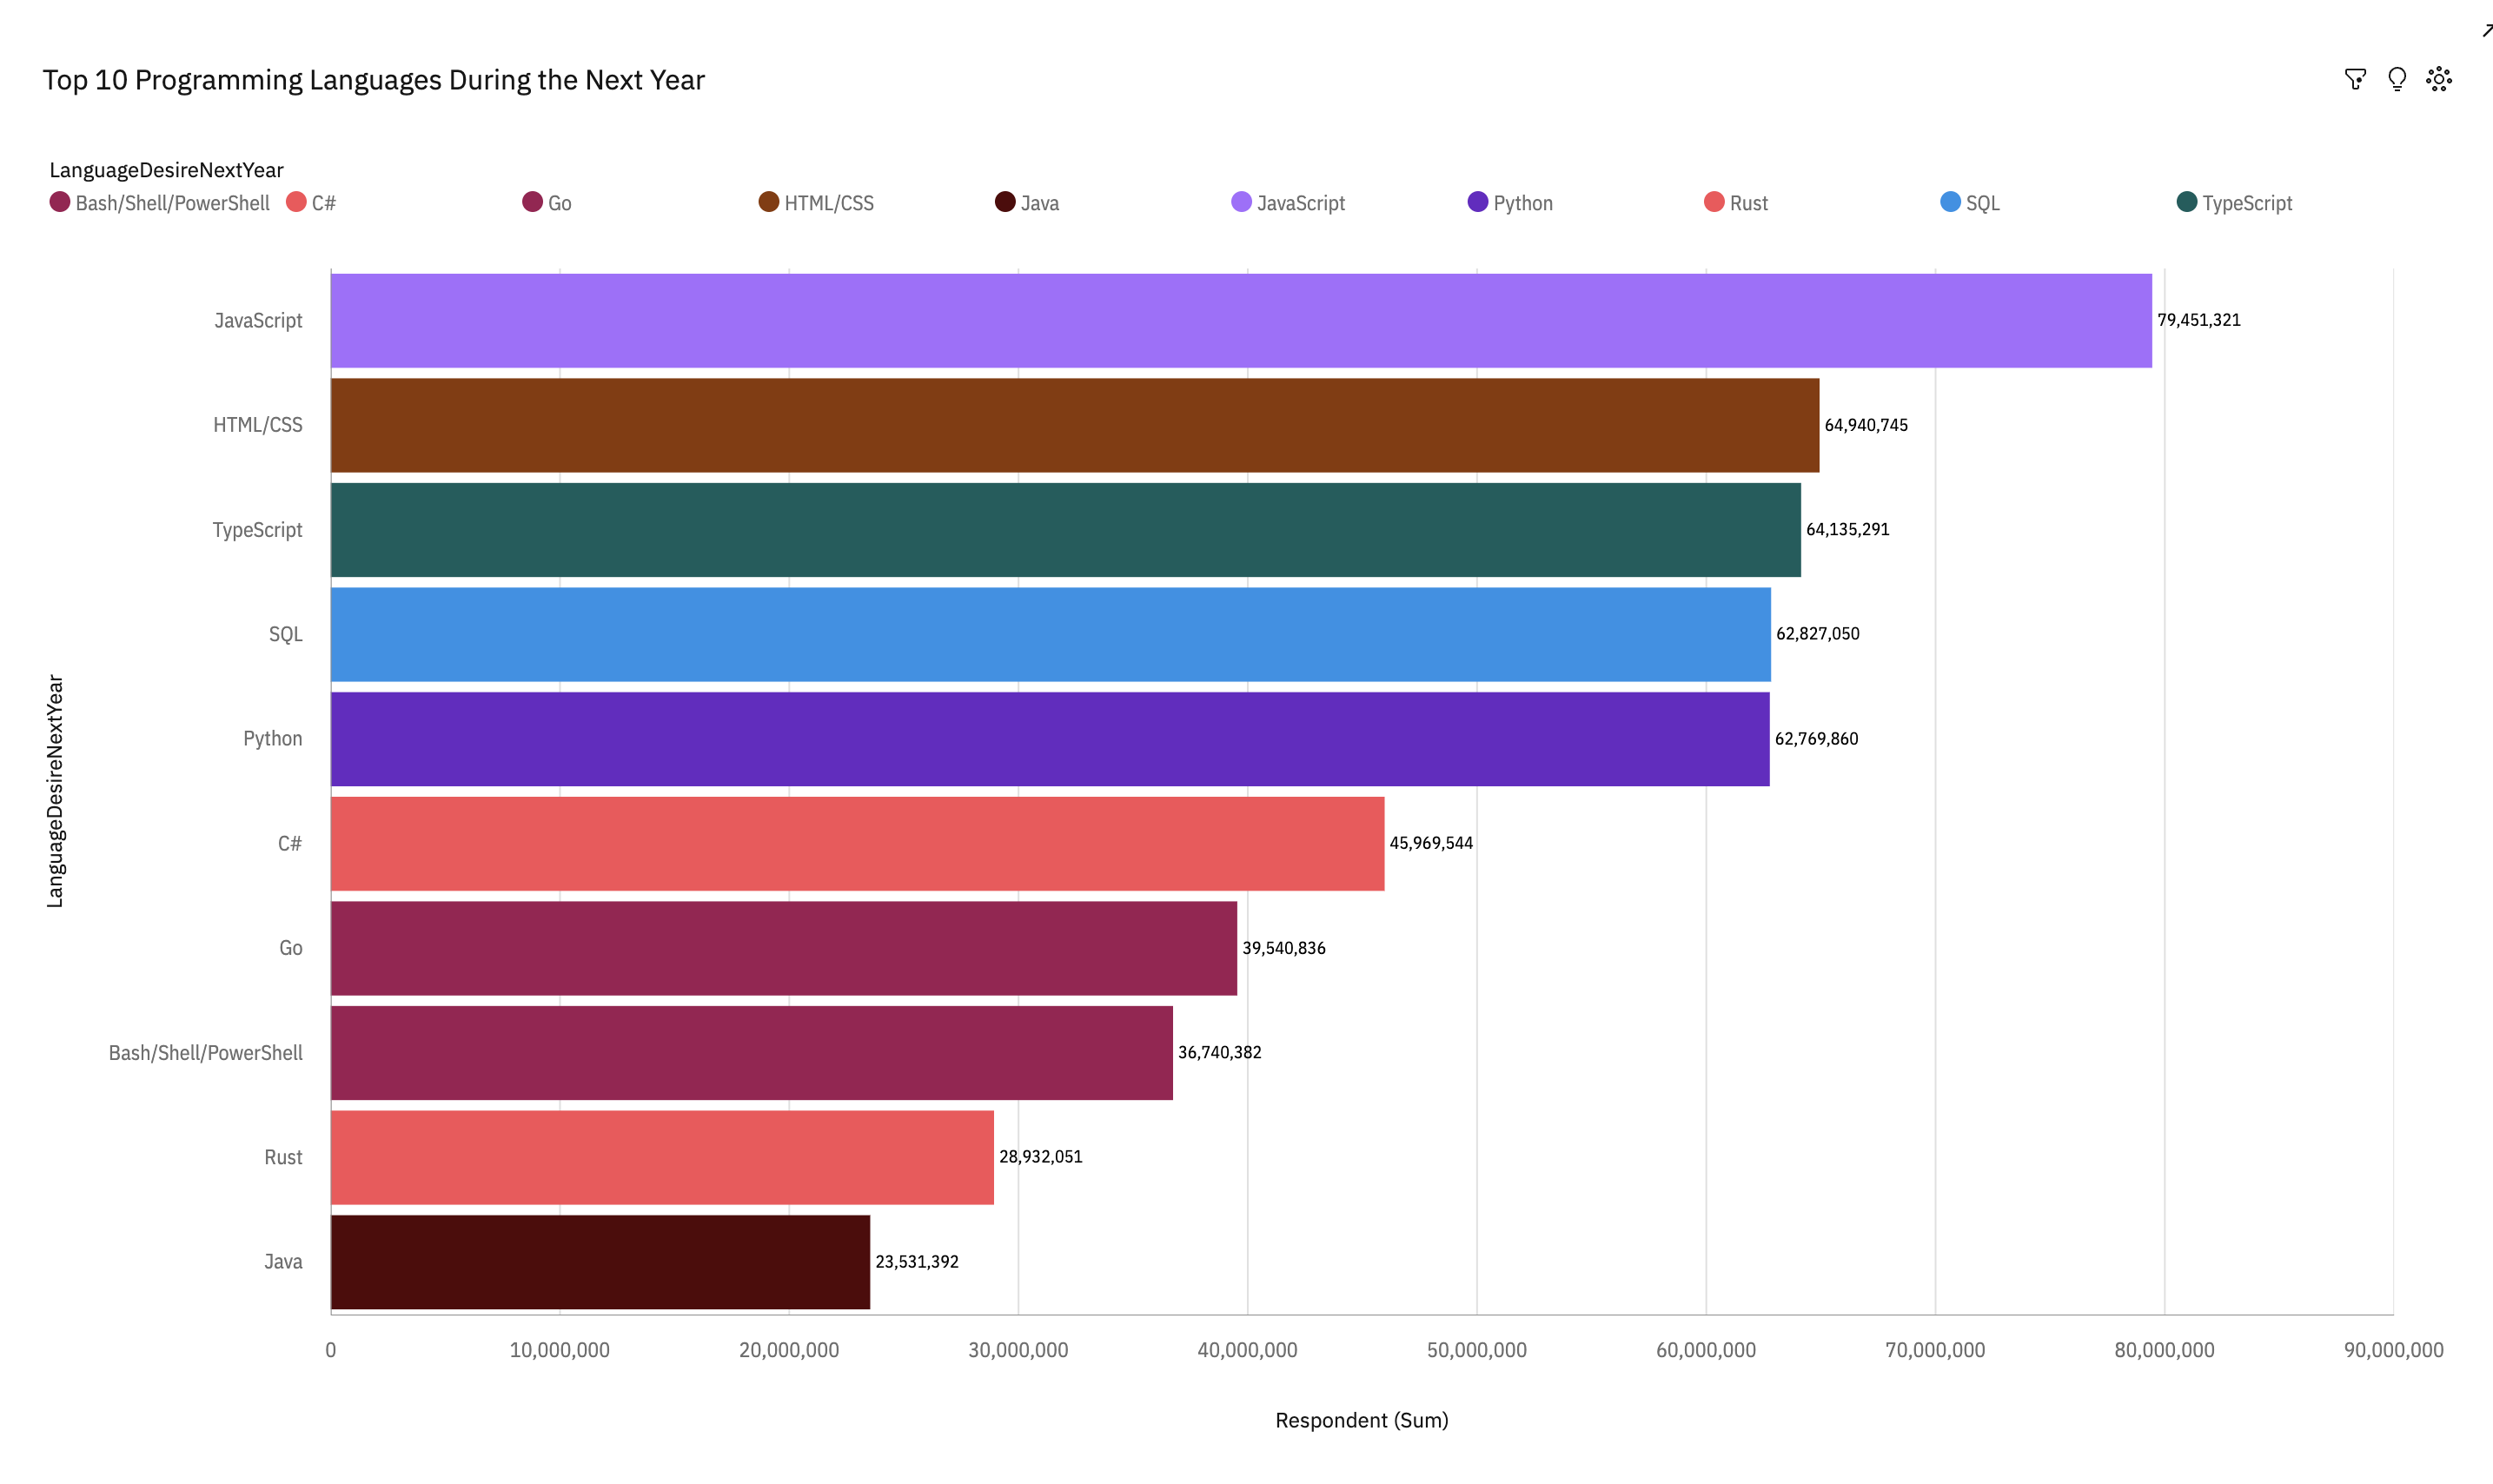 Top 10 Programming Languages During the Next Year
LanguageDesireNextYear
Bash/Shell/PowerShell C# Go HTML/CSS Java JavaScript Python Rust SQL TypeScript
LanguageDesireNextYear
JavaScript 79,451,321
HTML/CSS 64,940,745
TypeScript 64,135,291
SQL 62,827,050
Python 62,769,860
C# 45,969,544
Go 39,540,836
Bash/Shell/PowerShell 36,740,382
Rust 28,932,051
Java 23,531,392
0 10,000,000 20,000,000 30,000,000 40,000,000 50,000,000 60,000,000 70,000,000 80,000,000 90,000,000
Respondent (Sum)